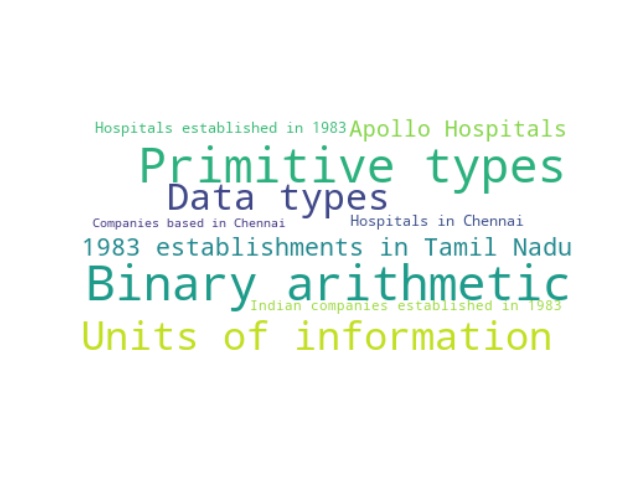 Hospitals established in 1983 Apollo Hospitals
Primitive types
Data types
Companies based in Chennai Hospitals in Chennai
1983 establishments in Tamil Nadu
Binary arithmetic
Indian companies established in 1983
Units of information